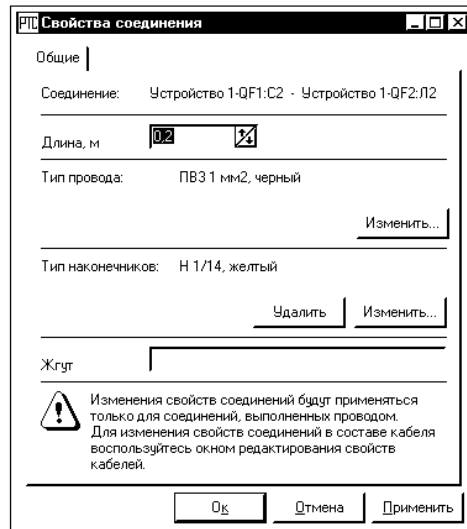 РТС Свойства соединения
Общие
Соединение: Устройство 1-QF1:C2 - Устройство 1-QF2:Л2
Длина, м 0,2
Тип провода: ПВ3 1 мм2, черный
Изменить...
Тип наконечников: Н 1/14, желтый
Удалить Изменить...
Жгут
Изменения свойств соединений будут применяться
только для соединений, выполненных проводом.
Для изменения свойств соединений в составе кабеля
воспользуйтесь окном редактирования свойств
кабелей.
Ок Отмена Применить